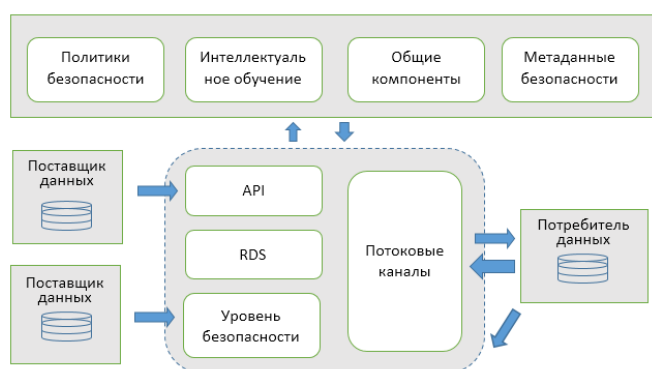 Политики
безопасности
Интеллектуаль
ное обучение
Общие
компоненты
Метаданные
безопасности
Поставщик
данных
API
RDS
Потоковые
каналы
Потребитель
данных
Поставщик
данных
Уровень
безопасности